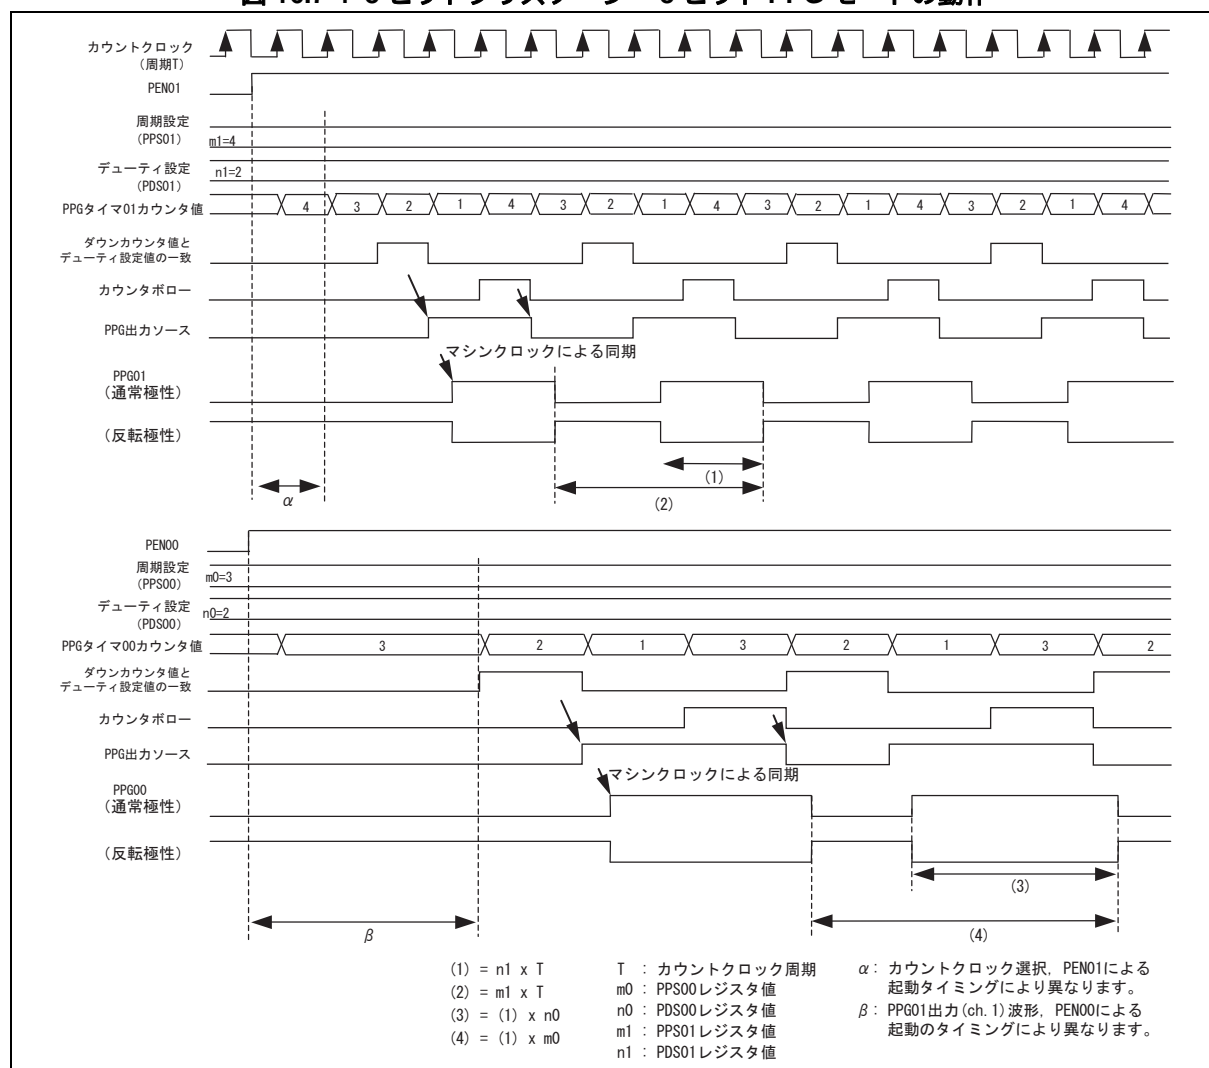 カウントクロック
(周期T)
PEN01
周期設定
(PPS01)
m1=4
デューティ設定
(PDS01)
n1=2
PPGタイマ01カウンタ値
4 3 2 1 4 3 2 1 4 3 2 1 4 3 2 1 4
ダウンカウンタ値と
デューティ設定値の一致
カウンタボロー
PPG出力ソース
マシンクロックによる同期
PPG01
(通常極性)
(反転極性)
(1)
(2)
α
PEN00
周期設定
(PPS00)
m0=3
デューティ設定
(PDS00)
n0=2
PPGタイマ00カウンタ値
3 2 1 3 2 1 3 2
ダウンカウンタ値と
デューティ設定値の一致
カウンタボロー
PPG出力ソース
マシンクロックによる同期
PPG00
(通常極性)
(反転極性)
(3)
(4)
β
(1) = n1 x T
(2) = m1 x T
(3) = (1) x n0
(4) = (1) x m0
T : カウントクロック周期
m0 : PPS00レジスタ値
n0 : PDS00レジスタ値
m1 : PPS01レジスタ値
n1 : PDS01レジスタ値
α: カウントクロック選択, PEN01による
起動タイミングにより異なります。
β: PPG01出力(ch.1)波形, PEN00による
起動のタイミングにより異なります。